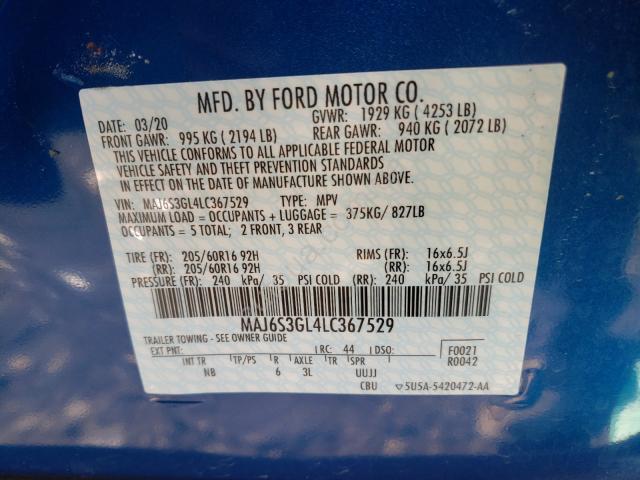 MFD. BY FORD MOTOR CO.
DATE: 03/20 GVWR: 1929 KG ( 4253 LB)
FRONT GAWR: 995 KG ( 2194 LB) REAR GAWR: 940 KG ( 2072 LB)
THIS VEHICLE CONFORMS TO ALL APPLICABLE FEDERAL MOTOR
VEHICLE SAFETY AND THEFT PREVENTION STANDARDS
IN EFFECT ON THE DATE OF MANUFACTURE SHOWN ABOVE.
VIN: MAJ6S3GL4LC367529 TYPE: MPV
MAXIMUM LOAD = OCCUPANTS + LUGGAGE = 375KG/ 827LB
OCCUPANTS = 5 TOTAL; 2 FRONT, 3 REAR
TIRE (FR): 205/60R16 92H RIMS (FR): 16x6.5J
(RR): 205/60R16 92H (RR): 16x6.5J
PRESSURE (FR): 240 kPa/ 35 PSI COLD (RR): 240 kPa/ 35 PSI COLD
MAJ6S3GL4LC367529
TRAILER TOWING - SEE OWNER GUIDE
EXT PNT: RC: 44 DSO: F0021
R0042
INT TR TP/PS R AXLE TR SPR
NB 6 3L UUJJ
CBU ▽5USA-5420472-AA